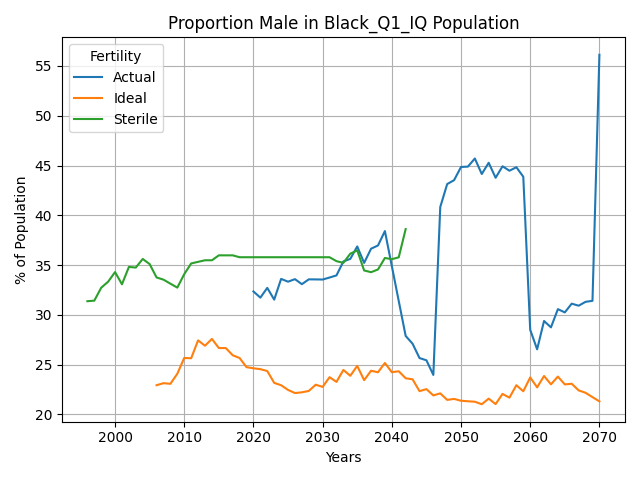 Proportion Male in Black_Q1_IQ Population
Fertility
Actual
Ideal
Sterile
% of Population
55
50
45
40
35
30
25
20
2000
2010
2020
2030
2040
2050
2060
2070
Years